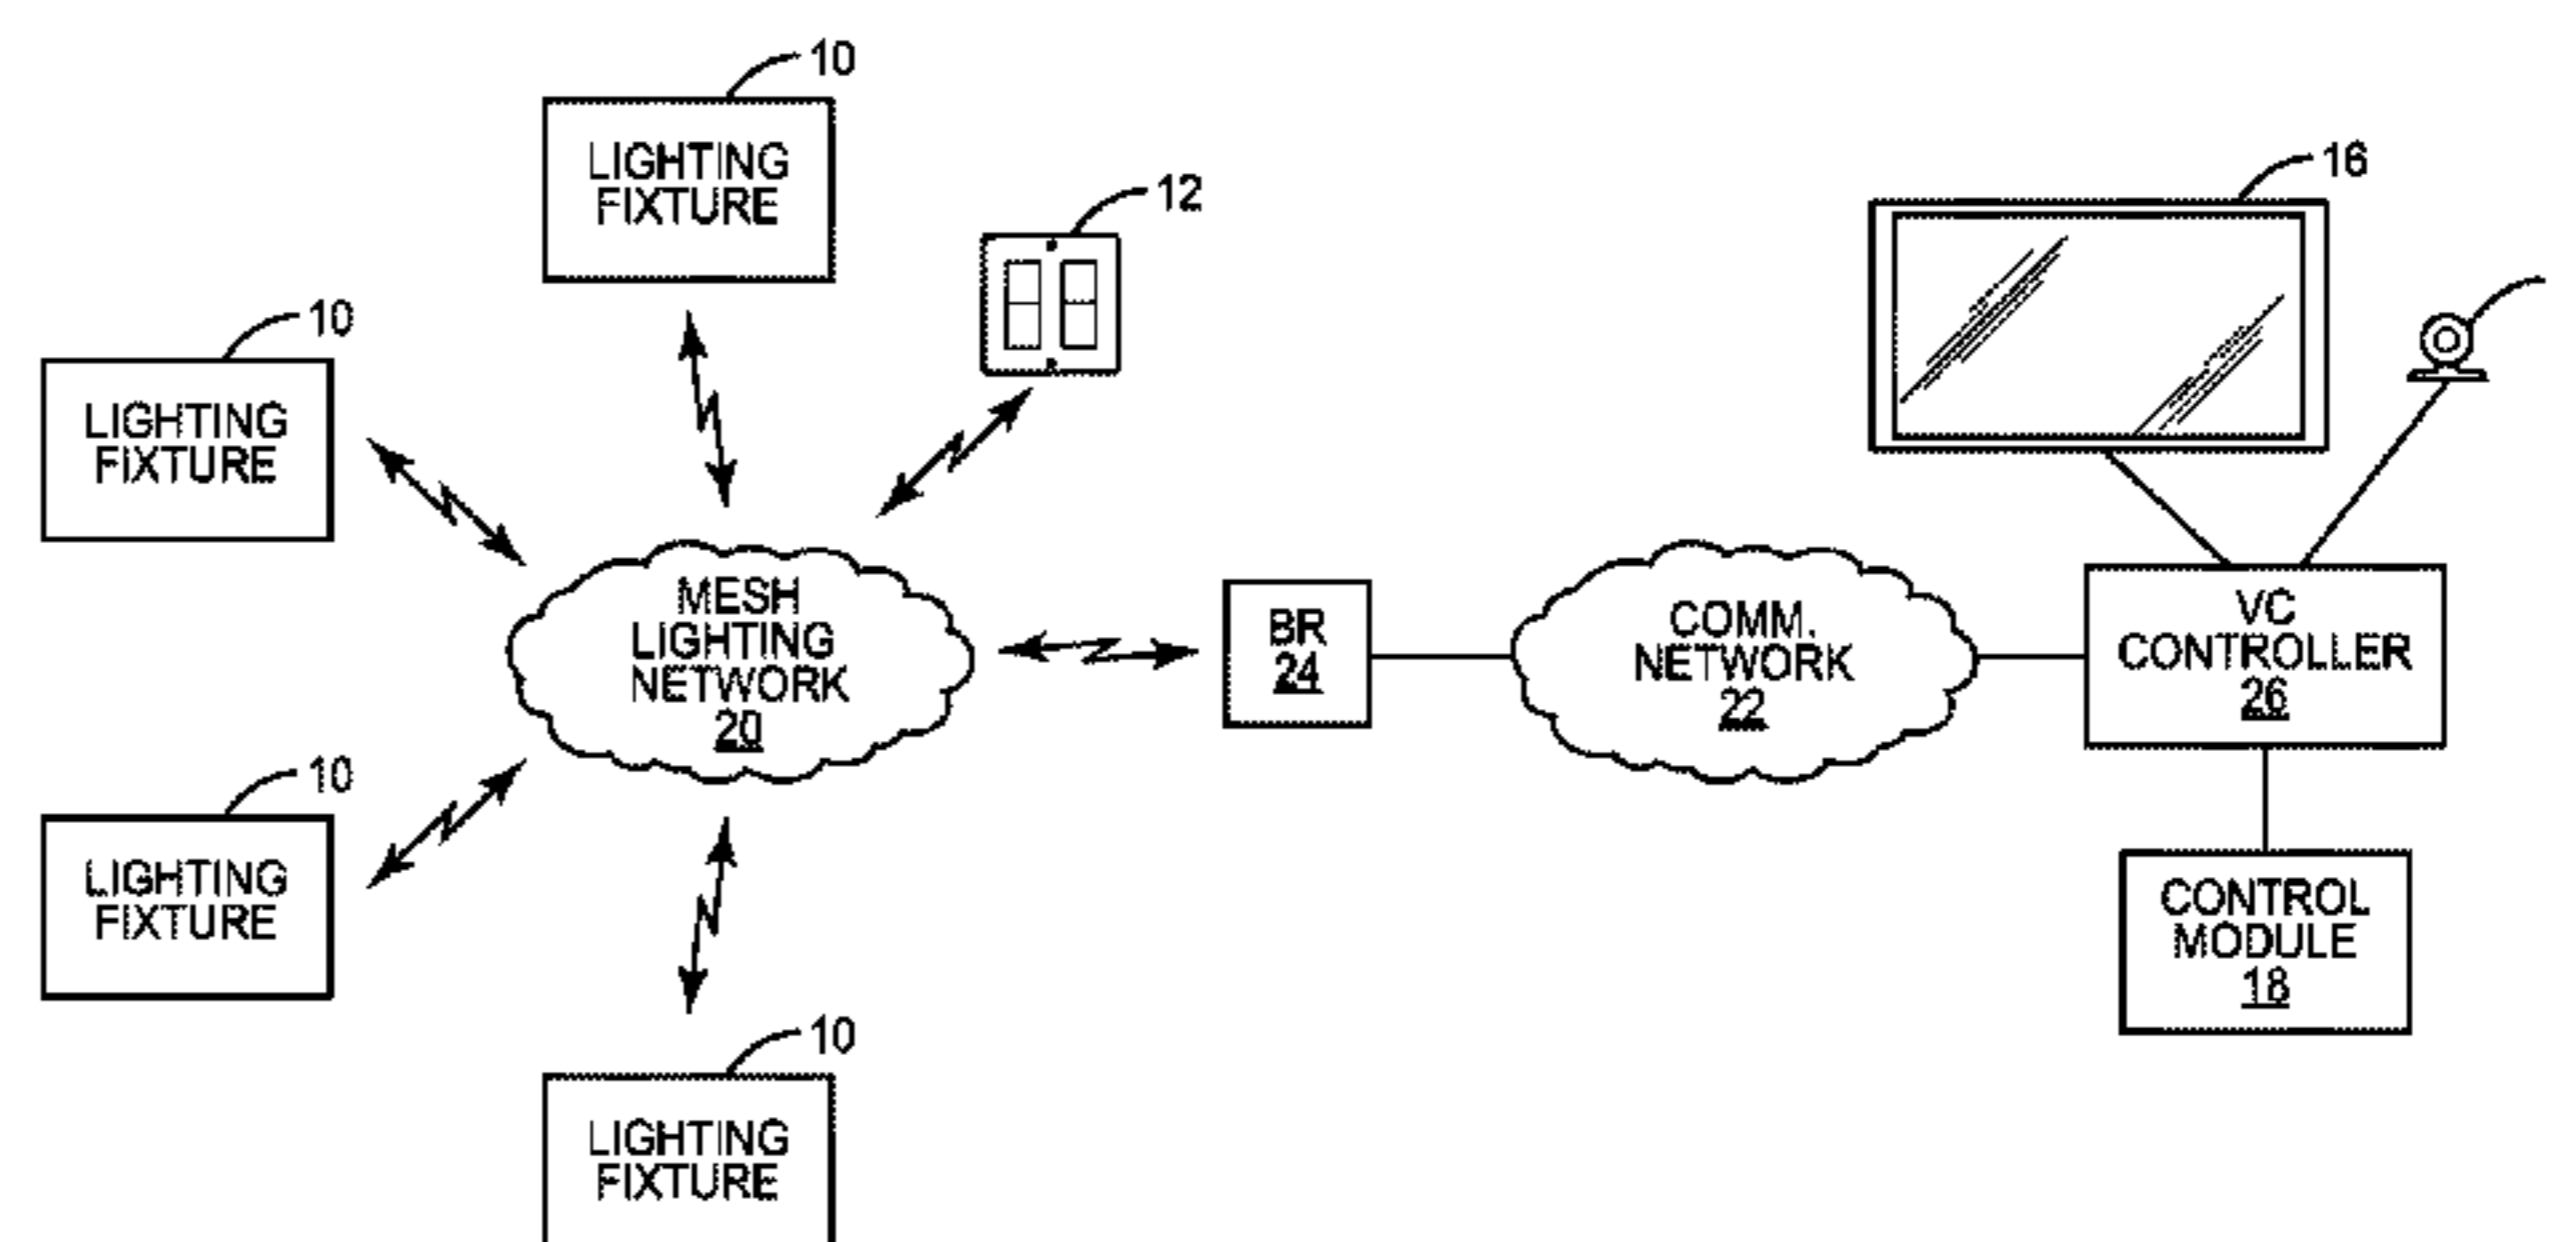 10
LIGHTING
FIXTURE
12
16
10
LIGHTING
FIXTURE
MESH
LIGHTING
NETWORK
20
BR
24
COMM.
NETWORK
22
VC
CONTROLLER
26
10
LIGHTING
FIXTURE
CONTROL
MODULE
18
10
LIGHTING
FIXTURE